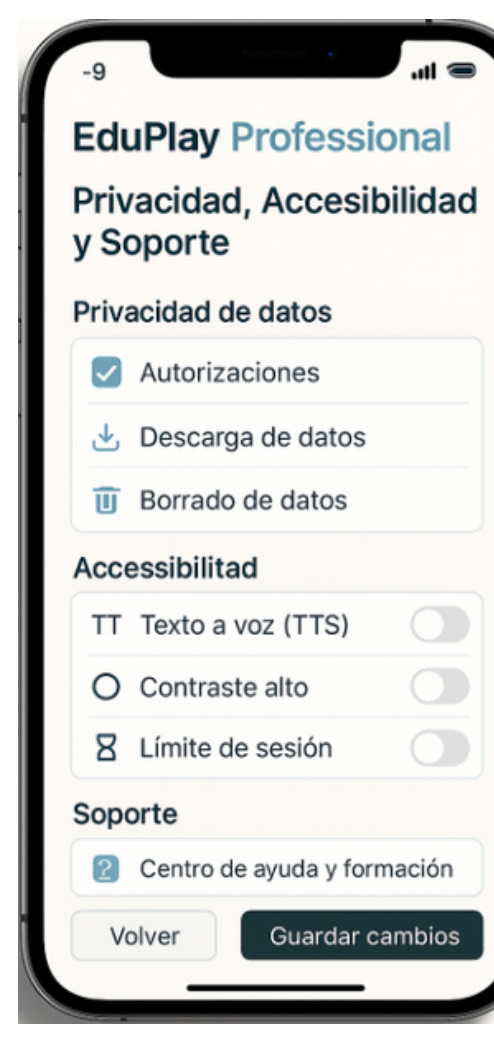 -9
EduPlay Professional
Privacidad, Accesibilidad
y Soporte
Privacidad de datos
Autorizaciones
Descarga de datos
Borrado de datos
Accessibilitad
TT Texto a voz (TTS)
Contraste alto
Límite de sesión
Soporte
? Centro de ayuda y formación
Volver Guardar cambios